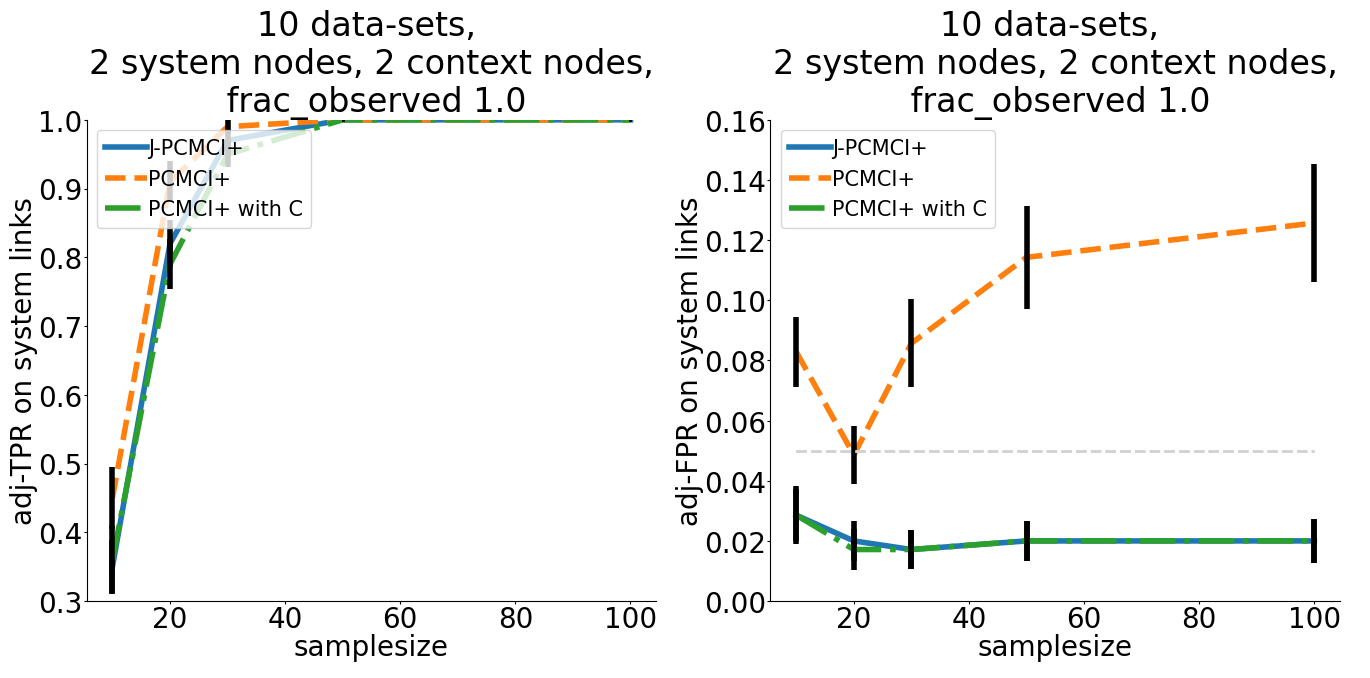 10 data-sets,
2 system nodes, 2 context nodes,
frac_observed 1.0
1.0
0.9
0.8
0.7
0.6
0.5
0.4
0.3
adj-TPR on system links
J-PCMCI+
PCMCI+
PCMCI+ with C
20
40
60
80
100
samplesize
10 data-sets,
2 system nodes, 2 context nodes,
frac_observed 1.0
0.16
0.14
0.12
0.10
0.08
0.06
0.04
0.02
0.00
adj-FPR on system links
J-PCMCI+
PCMCI+
PCMCI+ with C
20
40
60
80
100
samplesize